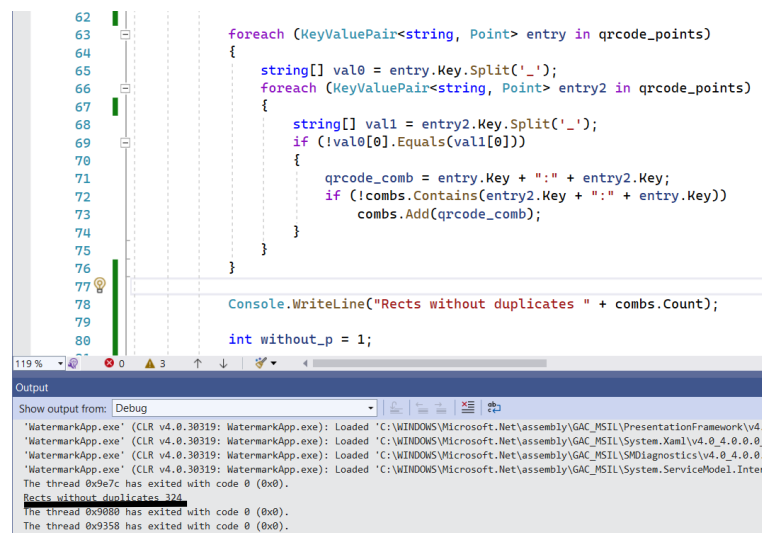 62
63 foreach (KeyValuePair<string, Point> entry in qrcode_points)
64 {
65 string[] val0 = entry.Key.Split('_');
66 foreach (KeyValuePair<string, Point> entry2 in qrcode_points)
67 {
68 string[] val1 = entry2.Key.Split('_');
69 if (!val0[0].Equals(val1[0]))
70 {
71 qrcode_comb = entry.Key + ":" + entry2.Key;
72 if (!combs.Contains(entry2.Key + ":" + entry.Key))
73 combs.Add(qrcode_comb);
74 }
75 }
76 }
77
78 Console.WriteLine("Rects without duplicates " + combs.Count);
79
80 int without_p = 1;
119 % 0 3
Output
Show output from: Debug
'WatermarkApp.exe' (CLR v4.0.30319: WatermarkApp.exe): Loaded 'C:\WINDOWS\Microsoft.Net\assembly\GAC_MSIL\PresentationFramework\v4
'WatermarkApp.exe' (CLR v4.0.30319: WatermarkApp.exe): Loaded 'C:\WINDOWS\Microsoft.Net\assembly\GAC_MSIL\System.Xaml\v4.0_4.0.0.0_
'WatermarkApp.exe' (CLR v4.0.30319: WatermarkApp.exe): Loaded 'C:\WINDOWS\Microsoft.Net\assembly\GAC_MSIL\SMDiagnostics\v4.0_4.0.0.
'WatermarkApp.exe' (CLR v4.0.30319: WatermarkApp.exe): Loaded 'C:\WINDOWS\Microsoft.Net\assembly\GAC_MSIL\System.ServiceModel.Inter
The thread 0x9e7c has exited with code 0 (0x0).
Rects without duplicates 324
The thread 0x9080 has exited with code 0 (0x0).
The thread 0x9358 has exited with code 0 (0x0).